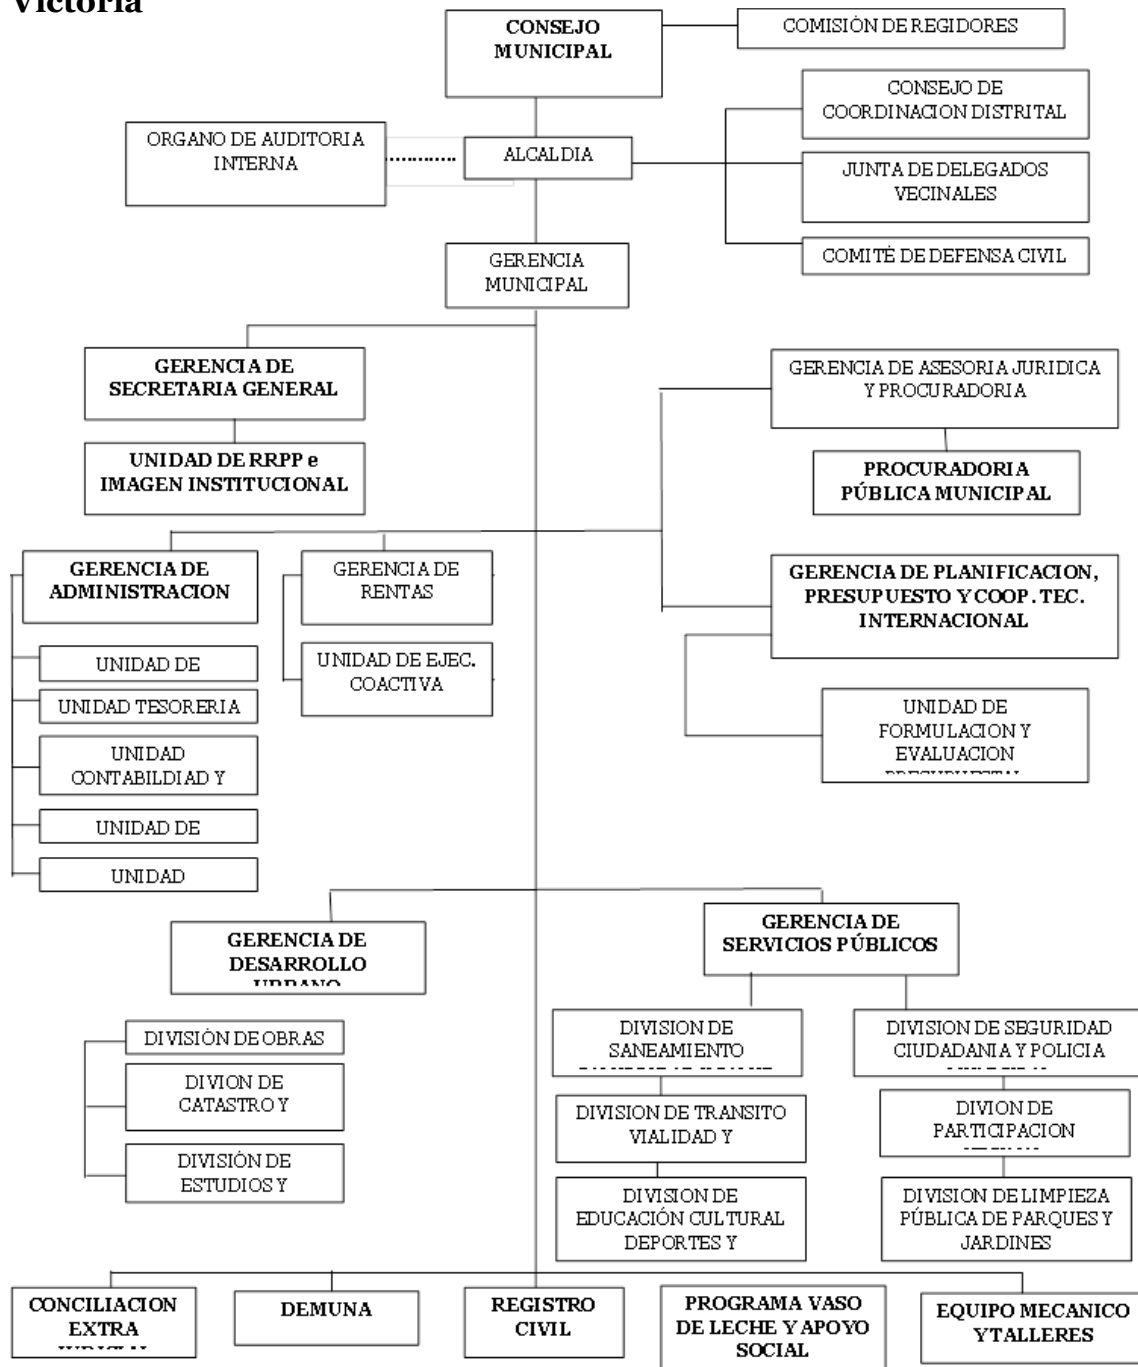 Victoria
CONSEJO
MUNICIPAL
COMISIÓN DE REGIDORES
CONSEJO DE
COORDINACION DISTRITAL
ORGANO DE AUDITORIA
INTERNA
ALCALDIA
JUNTA DE DELEGADOS
VECINALES
COMITÉ DE DEFENSA CIVIL
GERENCIA
MUNICIPAL
GERENCIA DE
SECRETARIA GENERAL
GERENCIA DE ASESORIA JURIDICA
Y PROCURADORIA
UNIDAD DE RRPP e
IMAGEN INSTITUCIONAL
PROCURADORIA
PÚBLICA MUNICIPAL
GERENCIA DE
ADMINISTRACION
GERENCIA DE
RENTAS
GERENCIA DE PLANIFICACION,
PRESUPUESTO Y COOP. TEC.
INTERNACIONAL
UNIDAD DE
UNIDAD TESORERIA
UNIDAD
CONTABILDIAD Y
UNIDAD DE
UNIDAD
UNIDAD DE EJEC.
COACTIVA
UNIDAD DE
FORMULACION Y
EVALUACION
PRESUPUESTAL
GERENCIA DE
DESARROLLO
URBANO
GERENCIA DE
SERVICIOS PÚBLICOS
DIVISIÓN DE OBRAS
DIVION DE
CATASTRO Y
DIVISIÓN DE
ESTUDIOS Y
DIVISION DE
SANEAMIENTO
DIVISION DE SEGURIDAD
CIUDADANIA Y POLICIA
DIVISION DE TRANSITO
VIALIDAD Y
DIVION DE
PARTICIPACION
DIVISION DE
EDUCACIÓN CULTURAL
DEPORTES Y
DIVISION DE LIMPIEZA
PÚBLICA DE PARQUES Y
JARDINES
CONCILIACION
EXTRA
JUDICIAL
DEMUNA
REGISTRO
CIVIL
PROGRAMA VASO
DE LECHE Y APOYO
SOCIAL
EQUIPO MECANICO
YTALLERES